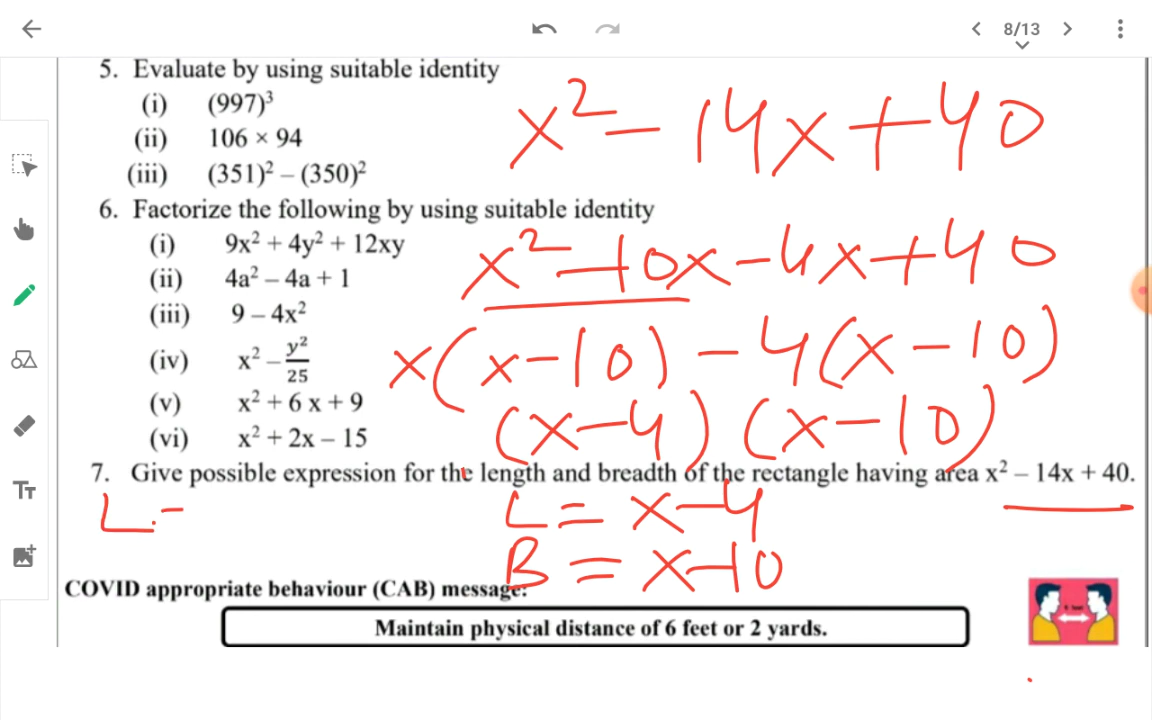 8/13
5. Evaluate by using suitable identity
x² – 14x + 40
(i) (997)³
(ii) 106 × 94
(iii) (351)² – (350)²
6. Factorize the following by using suitable identity
(i) 9x² + 4y² + 12xy
x² – 10x – 4x + 40
(ii) 4a² – 4a + 1
(iii) 9 – 4x²
(iv) x² – y²/25
x(x – 10) – 4(x – 10)
(v) x² + 6 x + 9
(x – 4) (x – 10)
(vi) x² + 2x – 15
7. Give possible expression for the length and breadth of the rectangle having area x² – 14x + 40.
L. –
L = x – 4
B = x – 10
COVID appropriate behaviour (CAB) message:
Maintain physical distance of 6 feet or 2 yards.
Tт